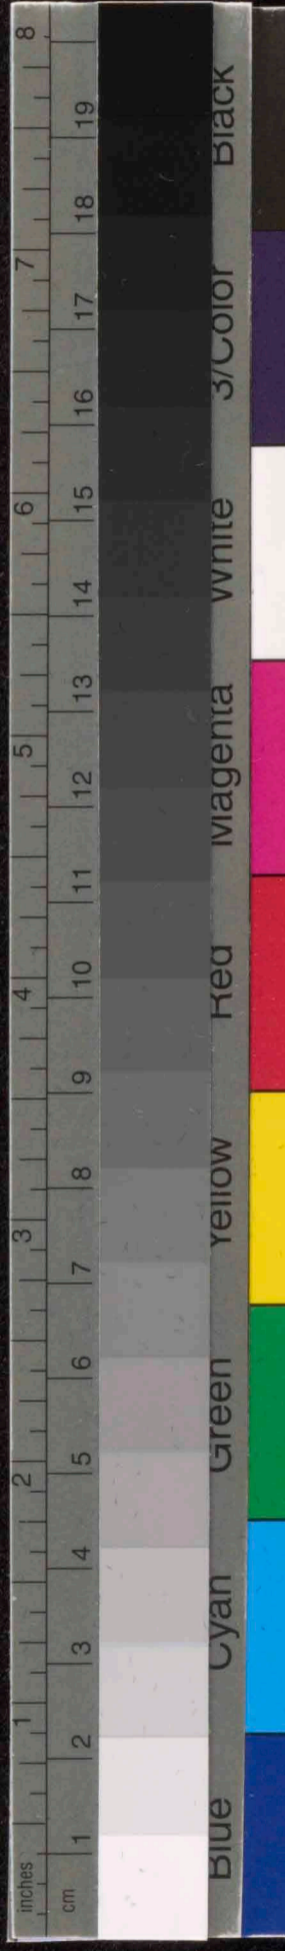 inches 1 2 3 4 5 6 7 8
cm 1 2 3 4 5 6 7 8 9 10 11 12 13 14 15 16 17 18 19
Blue Cyan Green Yellow Red Magenta White 3/Color Black